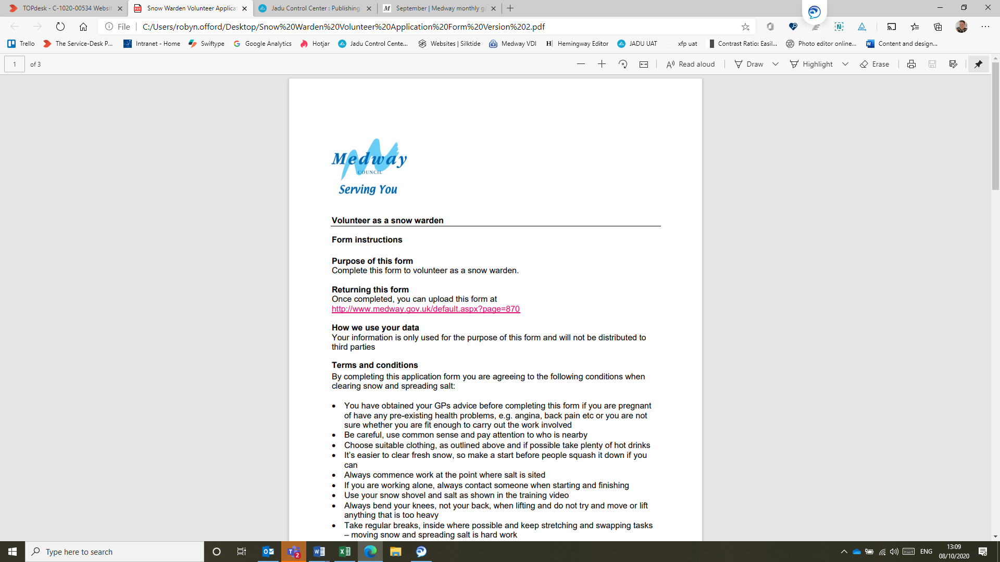 TOPdesk - C-1020-00534 Websit
Snow Warden Volunteer Applicat
Jadu Control Center : Publishing
M September | Medway monthly g
File C:/Users/robyn.offord/Desktop/Snow%20Warden%20Volunteer%20Application%20Form%20Version%202.pdf
Trello The Service-Desk P... Intranet - Home Swiftype Google Analytics Hotjar Jadu Control Cente... Websites | Silktide Medway VDI Hemingway Editor JADU UAT xfp uat Contrast Ratio: Easil... Photo editor online... Content and design...
1 of 3 Read aloud Draw Highlight Erase
Medway
COUNCIL
Serving You
Volunteer as a snow warden
Form instructions
Purpose of this form
Complete this form to volunteer as a snow warden.
Returning this form
Once completed, you can upload this form at
http://www.medway.gov.uk/default.aspx?page=870
How we use your data
Your information is only used for the purpose of this form and will not be distributed to
third parties
Terms and conditions
By completing this application form you are agreeing to the following conditions when
clearing snow and spreading salt:
• You have obtained your GPs advice before completing this form if you are pregnant
of have any pre-existing health problems, e.g. angina, back pain etc or you are not
sure whether you are fit enough to carry out the work involved
• Be careful, use common sense and pay attention to who is nearby
• Choose suitable clothing, as outlined above and if possible take plenty of hot drinks
• It's easier to clear fresh snow, so make a start before people squash it down if you
can
• Always commence work at the point where salt is sited
• If you are working alone, always contact someone when starting and finishing
• Use your snow shovel and salt as shown in the training video
• Always bend your knees, not your back, when lifting and do not try and move or lift
anything that is too heavy
• Take regular breaks, inside where possible and keep stretching and swapping tasks
– moving snow and spreading salt is hard work
Type here to search
2
ENG
13:09
08/10/2020